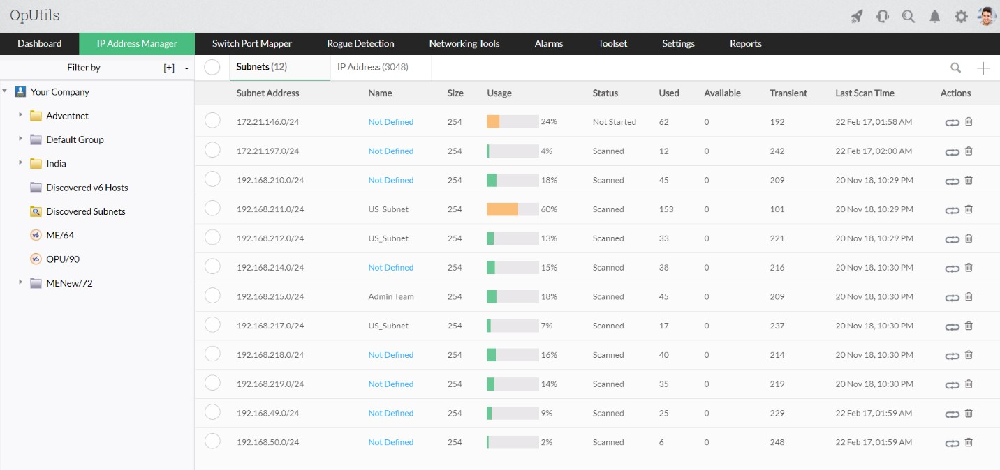 OpUtils
Dashboard IP Address Manager Switch Port Mapper Rogue Detection Networking Tools Alarms Toolset Settings Reports
Filter by [+] - Subnets (12) IP Address (3048)
Your Company
Adventnet
Default Group
India
Discovered v6 Hosts
Discovered Subnets
v6 ME/64
v6 OPU/90
MENew/72
Subnet Address Name Size Usage Status Used Available Transient Last Scan Time Actions
172.21.146.0/24 Not Defined 254 24% Not Started 62 0 192 22 Feb 17, 01:58 AM
172.21.197.0/24 Not Defined 254 4% Scanned 12 0 242 22 Feb 17, 02:00 AM
192.168.210.0/24 Not Defined 254 18% Scanned 45 0 209 20 Nov 18, 10:29 PM
192.168.211.0/24 US_Subnet 254 60% Scanned 153 0 101 20 Nov 18, 10:29 PM
192.168.212.0/24 US_Subnet 254 13% Scanned 33 0 221 20 Nov 18, 10:29 PM
192.168.214.0/24 Not Defined 254 15% Scanned 38 0 216 20 Nov 18, 10:30 PM
192.168.215.0/24 Admin Team 254 18% Scanned 45 0 209 20 Nov 18, 10:30 PM
192.168.217.0/24 US_Subnet 254 7% Scanned 17 0 237 20 Nov 18, 10:30 PM
192.168.218.0/24 Not Defined 254 16% Scanned 40 0 214 20 Nov 18, 10:30 PM
192.168.219.0/24 Not Defined 254 14% Scanned 35 0 219 20 Nov 18, 10:30 PM
192.168.49.0/24 Not Defined 254 9% Scanned 25 0 229 22 Feb 17, 01:59 AM
192.168.50.0/24 Not Defined 254 2% Scanned 6 0 248 22 Feb 17, 01:59 AM